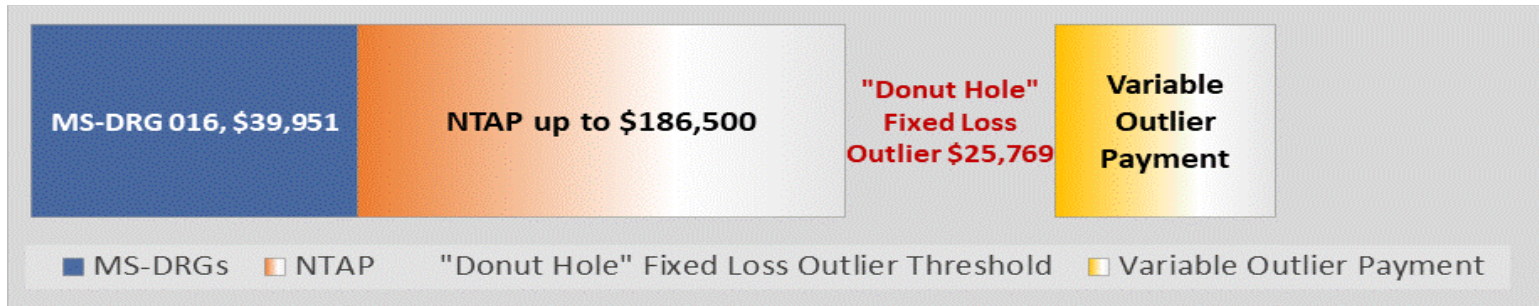 MS-DRG 016, $39,951
NTAP up to $186,500
"Donut Hole"
Fixed Loss
Outlier $25,769
Variable
Outlier
Payment
MS-DRGs NTAP "Donut Hole" Fixed Loss Outlier Threshold Variable Outlier Payment